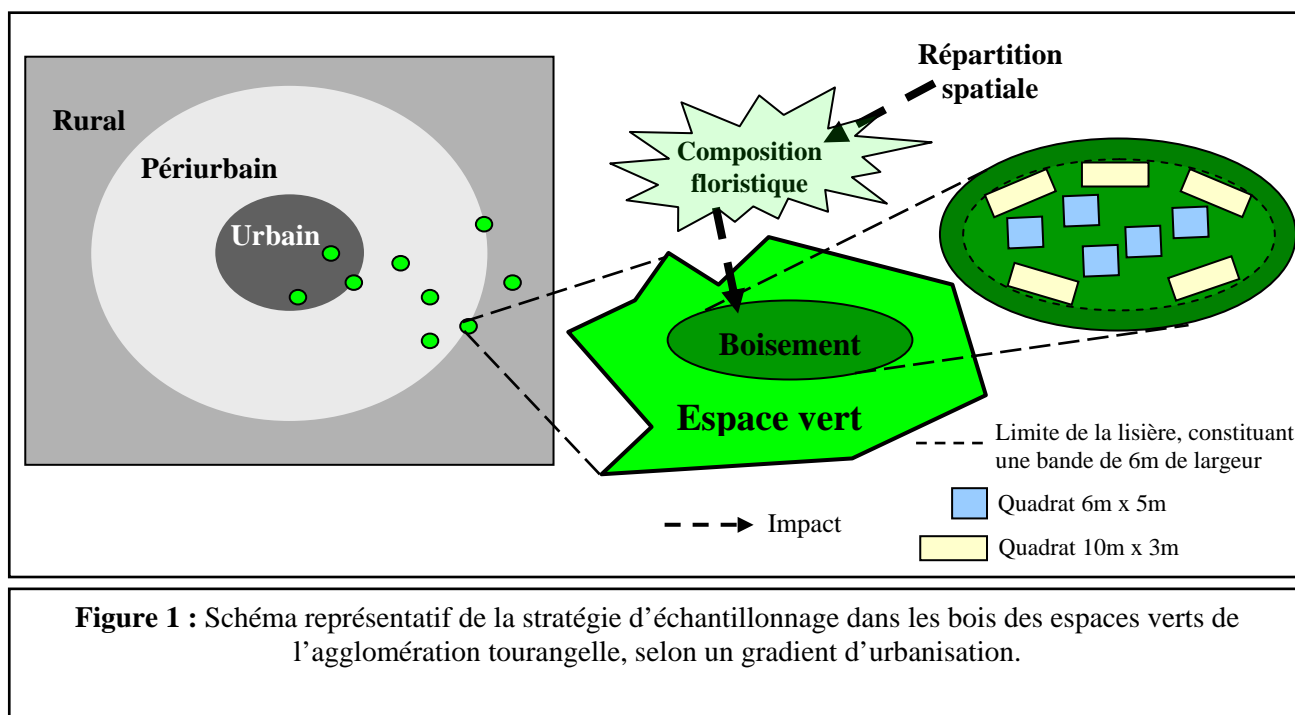 Rural
Périurbain
Urbain
Répartition
spatiale
Composition
floristique
Boisement
Espace vert
Limite de la lisière, constituant
une bande de 6m de largeur
Quadrat 6m x 5m
Impact
Quadrat 10m x 3m
Figure 1 : Schéma représentatif de la stratégie d'échantillonnage dans les bois des espaces verts de
l'agglomération tourangelle, selon un gradient d'urbanisation.